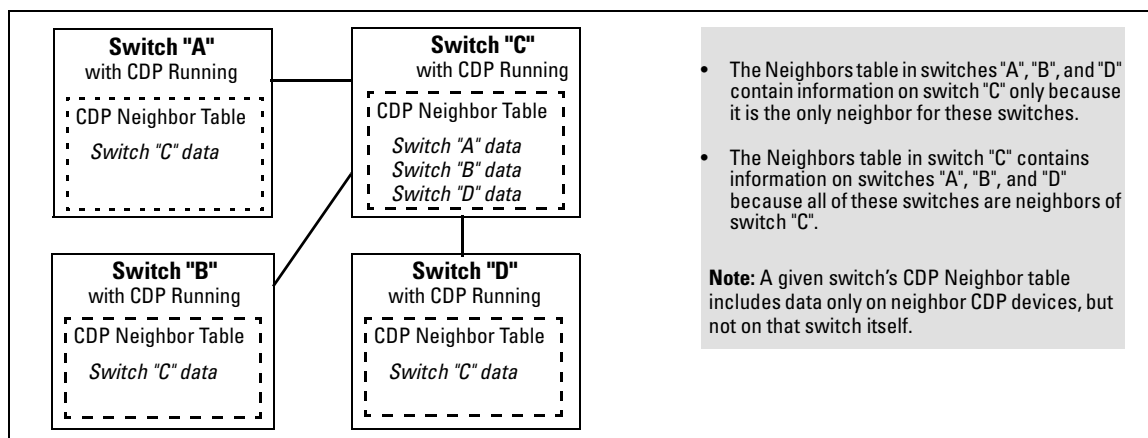 Switch "A"
with CDP Running
CDP Neighbor Table
Switch "C" data
Switch "C"
with CDP Running
CDP Neighbor Table
Switch "A" data
Switch "B" data
Switch "D" data
Switch "B"
with CDP Running
CDP Neighbor Table
Switch "C" data
Switch "D"
with CDP Running
CDP Neighbor Table
Switch "C" data
• The Neighbors table in switches "A", "B", and "D"
contain information on switch "C" only because
it is the only neighbor for these switches.
• The Neighbors table in switch "C" contains
information on switches "A", "B", and "D"
because all of these switches are neighbors of
switch "C".
Note: A given switch’s CDP Neighbor table
includes data only on neighbor CDP devices, but
not on that switch itself.